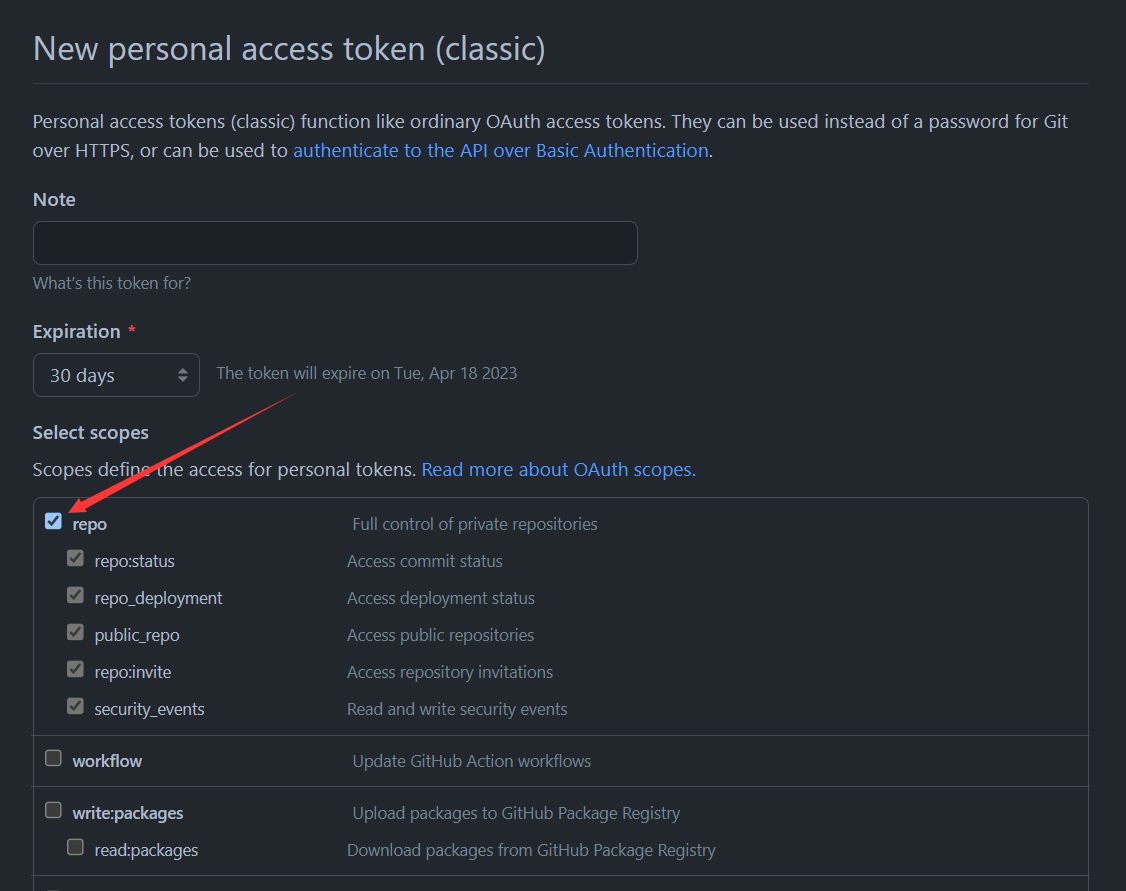 New personal access token (classic)
Personal access tokens (classic) function like ordinary OAuth access tokens. They can be used instead of a password for Git
over HTTPS, or can be used to authenticate to the API over Basic Authentication.
Note
What's this token for?
Expiration *
30 days The token will expire on Tue, Apr 18 2023
Select scopes
Scopes define the access for personal tokens. Read more about OAuth scopes.
repo Full control of private repositories
repo:status Access commit status
repo_deployment Access deployment status
public_repo Access public repositories
repo:invite Access repository invitations
security_events Read and write security events
workflow Update GitHub Action workflows
write:packages Upload packages to GitHub Package Registry
read:packages Download packages from GitHub Package Registry